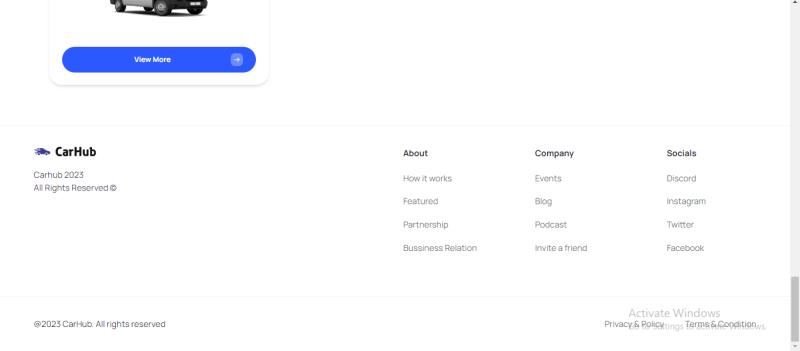 View More
CarHub
Carhub 2023
All Rights Reserved ©
About
How it works
Featured
Partnership
Bussiness Relation
Company
Events
Blog
Podcast
Invite a friend
Socials
Discord
Instagram
Twitter
Facebook
@2023 CarHub. All rights reserved
Privacy & Policy
Terms & Condition
Activate Windows
Go to Settings to activate Windows.